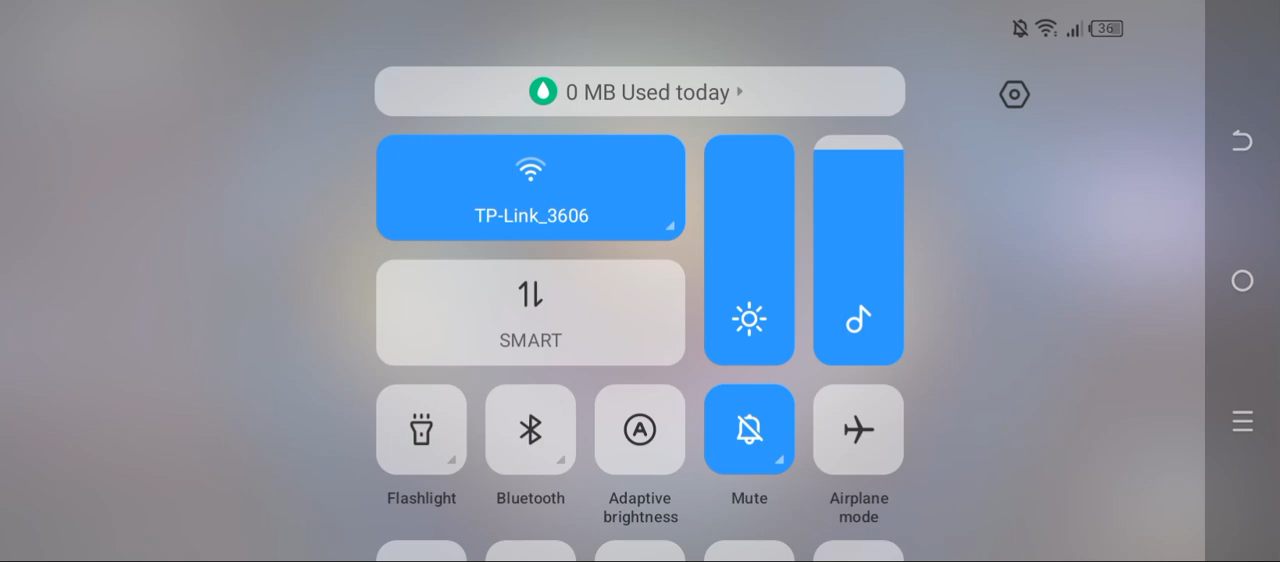 36
0 MB Used today
TP-Link_3606
SMART
Flashlight
Bluetooth
Adaptive
brightness
Mute
Airplane
mode